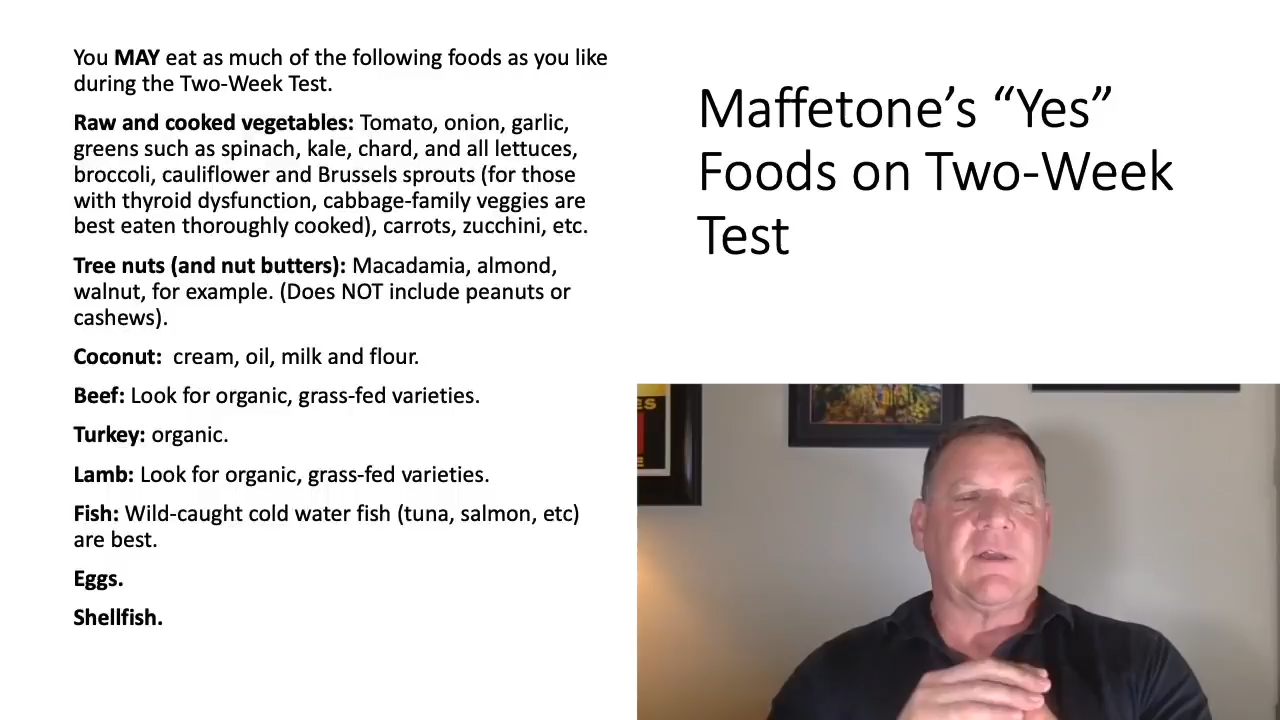 You MAY eat as much of the following foods as you like
during the Two-Week Test.
Raw and cooked vegetables: Tomato, onion, garlic,
greens such as spinach, kale, chard, and all lettuces,
broccoli, cauliflower and Brussels sprouts (for those
with thyroid dysfunction, cabbage-family veggies are
best eaten thoroughly cooked), carrots, zucchini, etc.
Tree nuts (and nut butters): Macadamia, almond,
walnut, for example. (Does NOT include peanuts or
cashews).
Coconut:  cream, oil, milk and flour.
Beef: Look for organic, grass-fed varieties.
Turkey: organic.
Lamb: Look for organic, grass-fed varieties.
Fish: Wild-caught cold water fish (tuna, salmon, etc)
are best.
Eggs.
Shellfish.
Maffetone’s “Yes”
Foods on Two-Week
Test